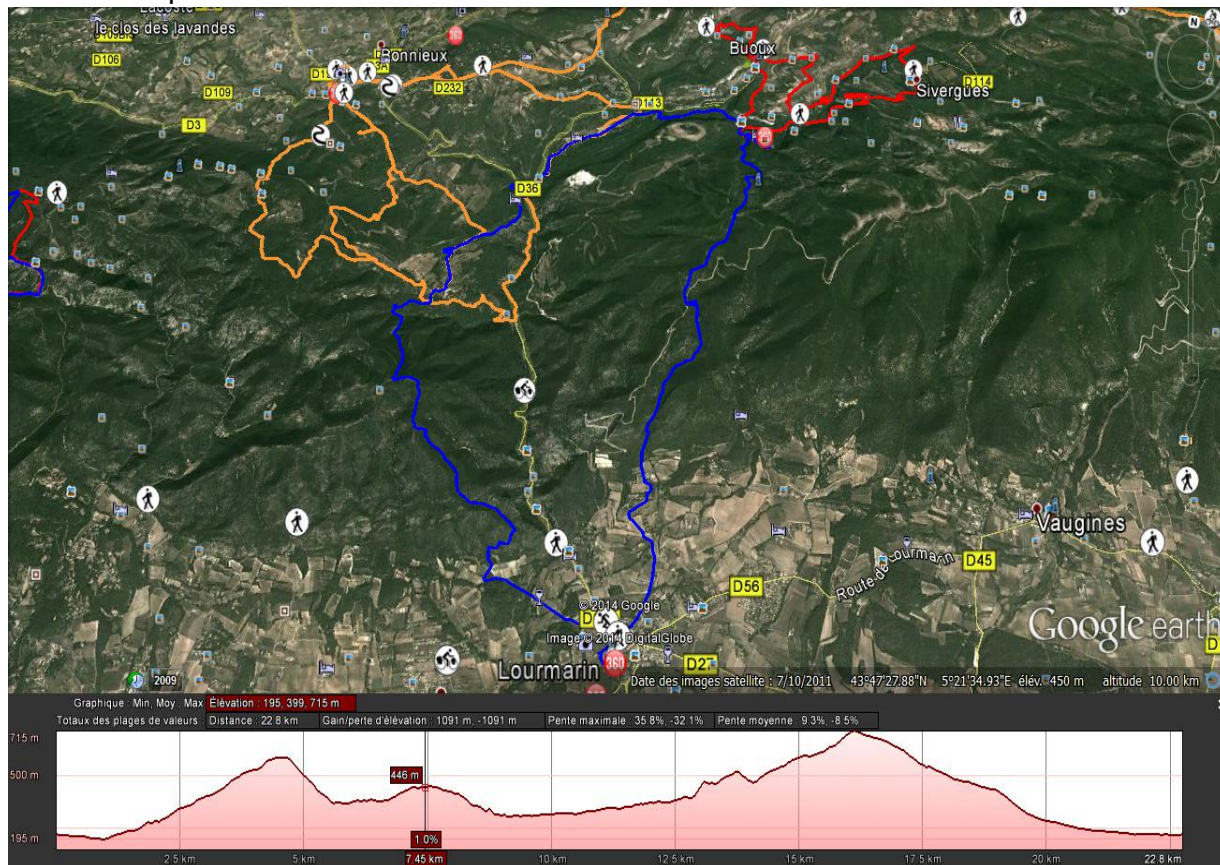 Lacoste
le clos des lavandes
D106
Bonnieux
Buoux
D109
D232
D113
D114
Sivergues
D3
D36
Vaugines
Route de Lourmarin
D45
D56
© 2014 Google
Image © 2014 DigitalGlobe
Google earth
Lourmarin
360
D27
2009
Date des images satellite : 7/10/2011 43°47'27.88"N 5°21'34.93"E élév. 450 m altitude 10.00 km
Graphique : Min, Moy, Max Élévation : 195, 399, 715 m
Totaux des plages de valeurs Distance : 22.8 km Gain/perte d'élévation : 1091 m, -1091 m Pente maximale : 35.8%, -32.1% Pente moyenne : 9.3%, -8.5%
715 m
500 m
446 m
195 m
1.0%
2.5 km 5 km 7.45 km 10 km 12.5 km 15 km 17.5 km 20 km 22.8 km